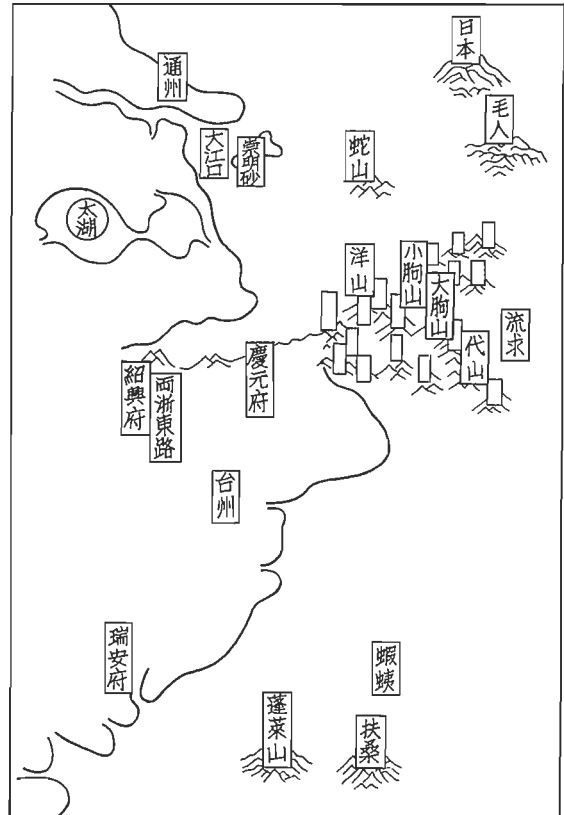 日本
毛人
通州
大江口
崇明砂
蛇山
太湖
洋山
小朐山
大朐山
流求
代山
慶元府
紹興府
両浙東路
台州
瑞安府
蝦蛦
蓬萊山
扶桑